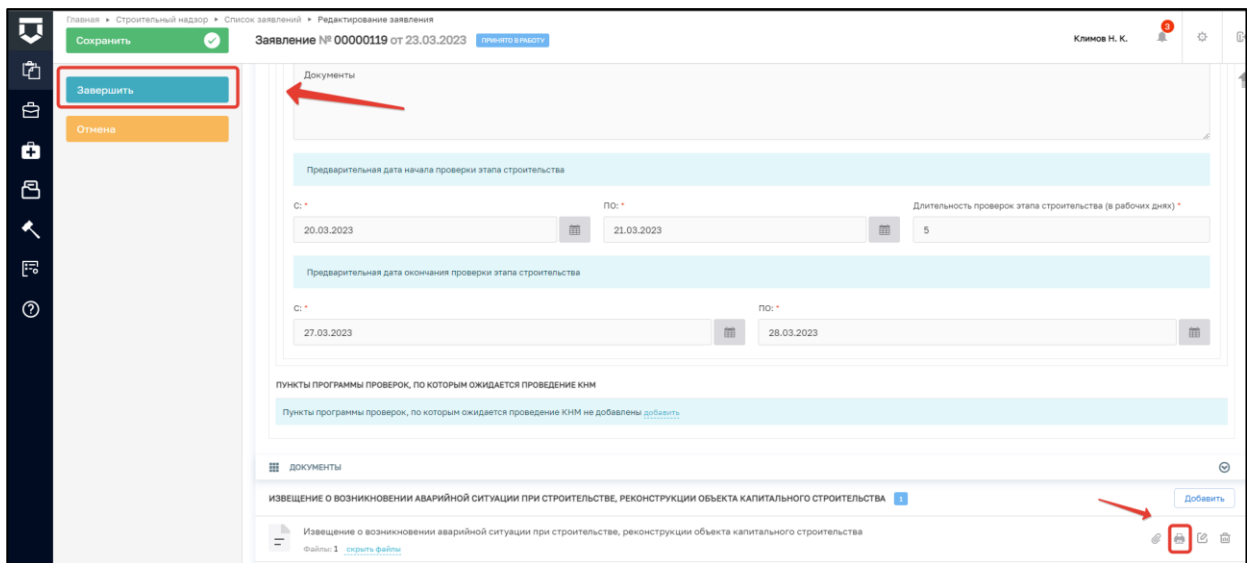 Главная ▸ Строительный надзор ▸ Список заявлений ▸ Редактирование заявления
Сохранить
Заявление № 00000119 от 23.03.2023 ПРИНЯТО В РАБОТУ
Климов Н. К.
3
Завершить
Отмена
Документы
Предварительная дата начала проверки этапа строительства
С: *
ПО: *
Длительность проверок этапа строительства (в рабочих днях) *
20.03.2023
21.03.2023
5
Предварительная дата окончания проверки этапа строительства
С: *
ПО: *
27.03.2023
28.03.2023
ПУНКТЫ ПРОГРАММЫ ПРОВЕРОК, ПО КОТОРЫМ ОЖИДАЕТСЯ ПРОВЕДЕНИЕ КНМ
Пункты программы проверок, по которым ожидается проведение КНМ не добавлены добавить
ДОКУМЕНТЫ
ИЗВЕЩЕНИЕ О ВОЗНИКНОВЕНИИ АВАРИЙНОЙ СИТУАЦИИ ПРИ СТРОИТЕЛЬСТВЕ, РЕКОНСТРУКЦИИ ОБЪЕКТА КАПИТАЛЬНОГО СТРОИТЕЛЬСТВА 1
Добавить
Извещение о возникновении аварийной ситуации при строительстве, реконструкции объекта капитального строительства
Файлы: 1 скрыть файлы